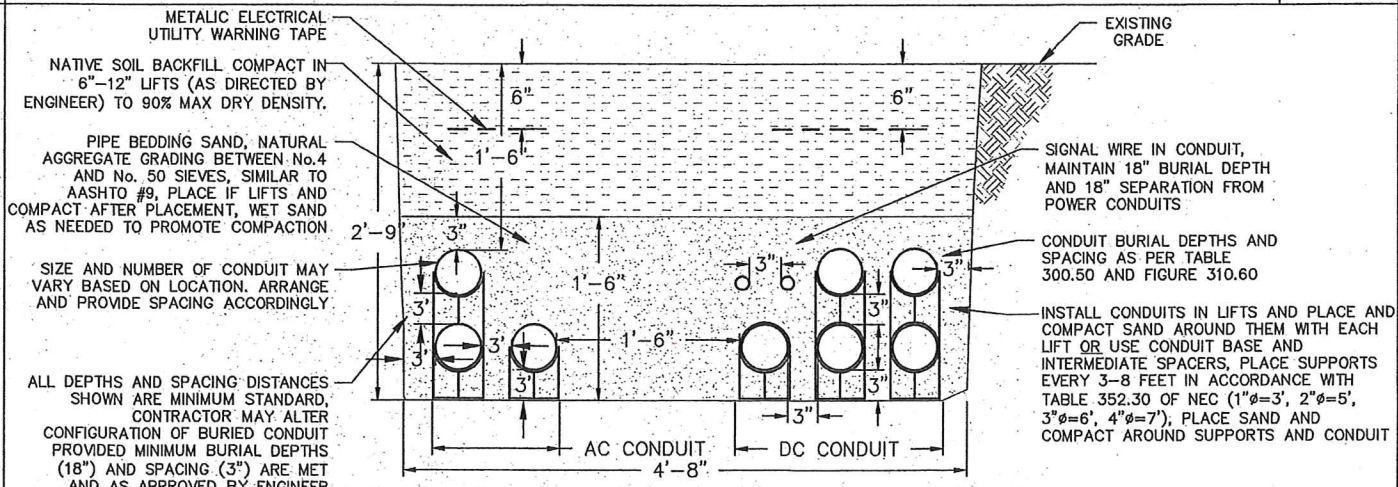 METALIC ELECTRICAL
UTILITY WARNING TAPE
NATIVE SOIL BACKFILL COMPACT IN
6"-12" LIFTS (AS DIRECTED BY
ENGINEER) TO 90% MAX DRY DENSITY.
PIPE BEDDING SAND, NATURAL
AGGREGATE GRADING BETWEEN No.4
AND No. 50 SIEVES, SIMILAR TO
AASHTO #9, PLACE IF LIFTS AND
COMPACT AFTER PLACEMENT, WET SAND
AS NEEDED TO PROMOTE COMPACTION
SIZE AND NUMBER OF CONDUIT MAY
VARY BASED ON LOCATION. ARRANGE
AND PROVIDE SPACING ACCORDINGLY
ALL DEPTHS AND SPACING DISTANCES
SHOWN ARE MINIMUM STANDARD,
CONTRACTOR MAY ALTER
CONFIGURATION OF BURIED CONDUIT
PROVIDED MINIMUM BURIAL DEPTHS
(18") AND SPACING (3") ARE MET
AND AS APPROVED BY ENGINEER
6"
6"
1'-6"
2'-9"
3"
1'-6"
3"
3"
3'
3"
3'
3'
1'-6"
3'
3"
3"
AC CONDUIT
DC CONDUIT
4'-8"
EXISTING
GRADE
SIGNAL WIRE IN CONDUIT,
MAINTAIN 18" BURIAL DEPTH
AND 18" SEPARATION FROM
POWER CONDUITS
CONDUIT BURIAL DEPTHS AND
SPACING AS PER TABLE
300.50 AND FIGURE 310.60
INSTALL CONDUITS IN LIFTS AND PLACE AND
COMPACT SAND AROUND THEM WITH EACH
LIFT OR USE CONDUIT BASE AND
INTERMEDIATE SPACERS, PLACE SUPPORTS
EVERY 3-8 FEET IN ACCORDANCE WITH
TABLE 352.30 OF NEC (1"ø=3', 2"ø=5',
3"ø=6', 4"ø=7'); PLACE SAND AND
COMPACT AROUND SUPPORTS AND CONDUIT